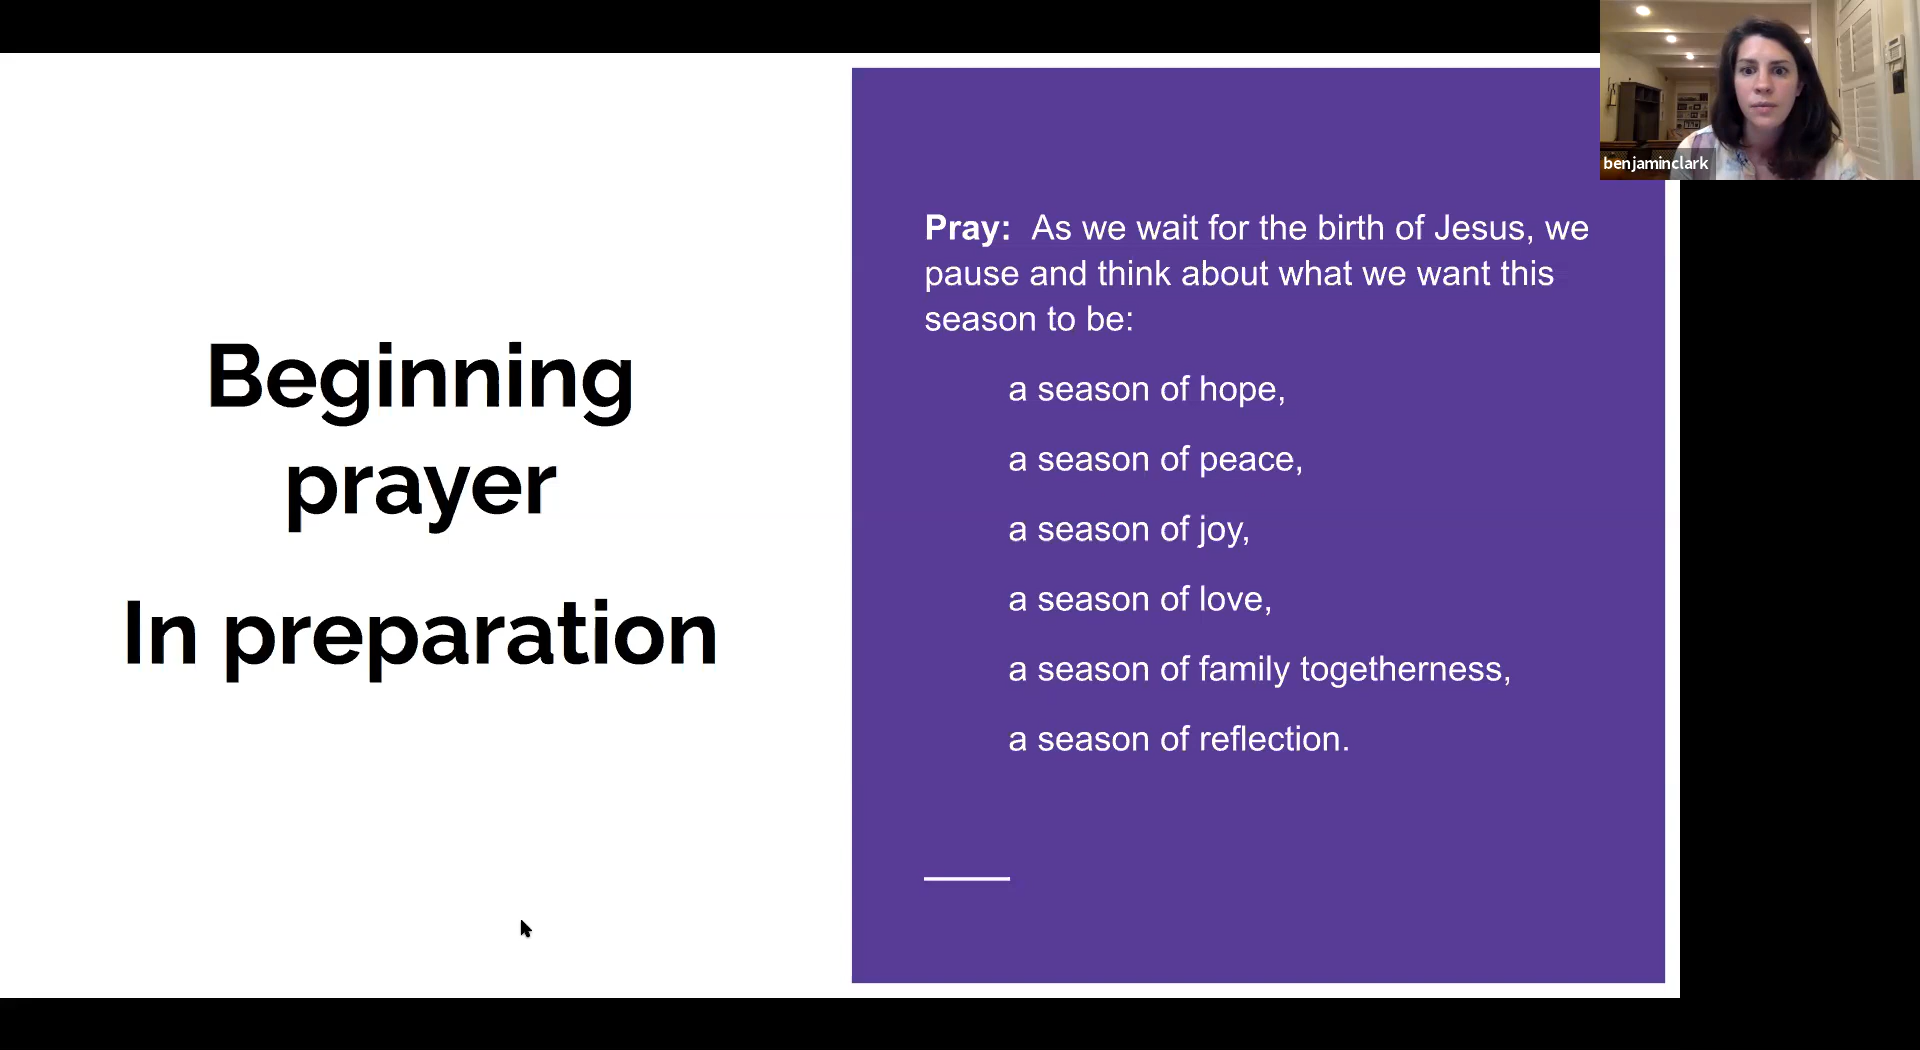 Beginning
prayer
In preparation
Pray: As we wait for the birth of Jesus, we
pause and think about what we want this
season to be:
a season of hope,
a season of peace,
a season of joy,
a season of love,
a season of family togetherness,
a season of reflection.
benjaminclark